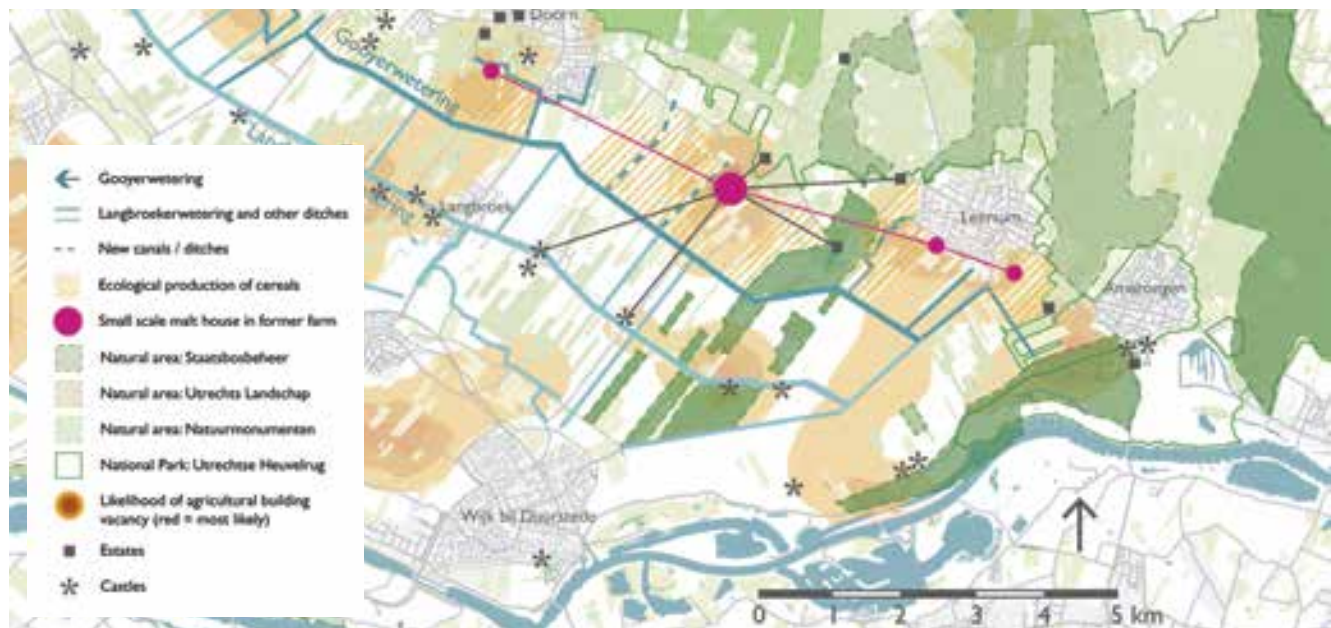 Doorn
Gooyerwetering
Gooyerwetering
Langbroekerwetering and other ditches
New canals / ditches
Ecological production of cereals
Small scale malt house in former farm
Natural area: Staatsbosbeheer
Natural area: Utrechts Landschap
Natural area: Natuurmonumenten
National Park: Utrechtse Heuvelrug
Likelihood of agricultural building
vacancy (red = most likely)
Estates
Castles
Langbroek
Leersum
Amerongen
Wijk bij Duurstede
0 1 2 3 4 5 km